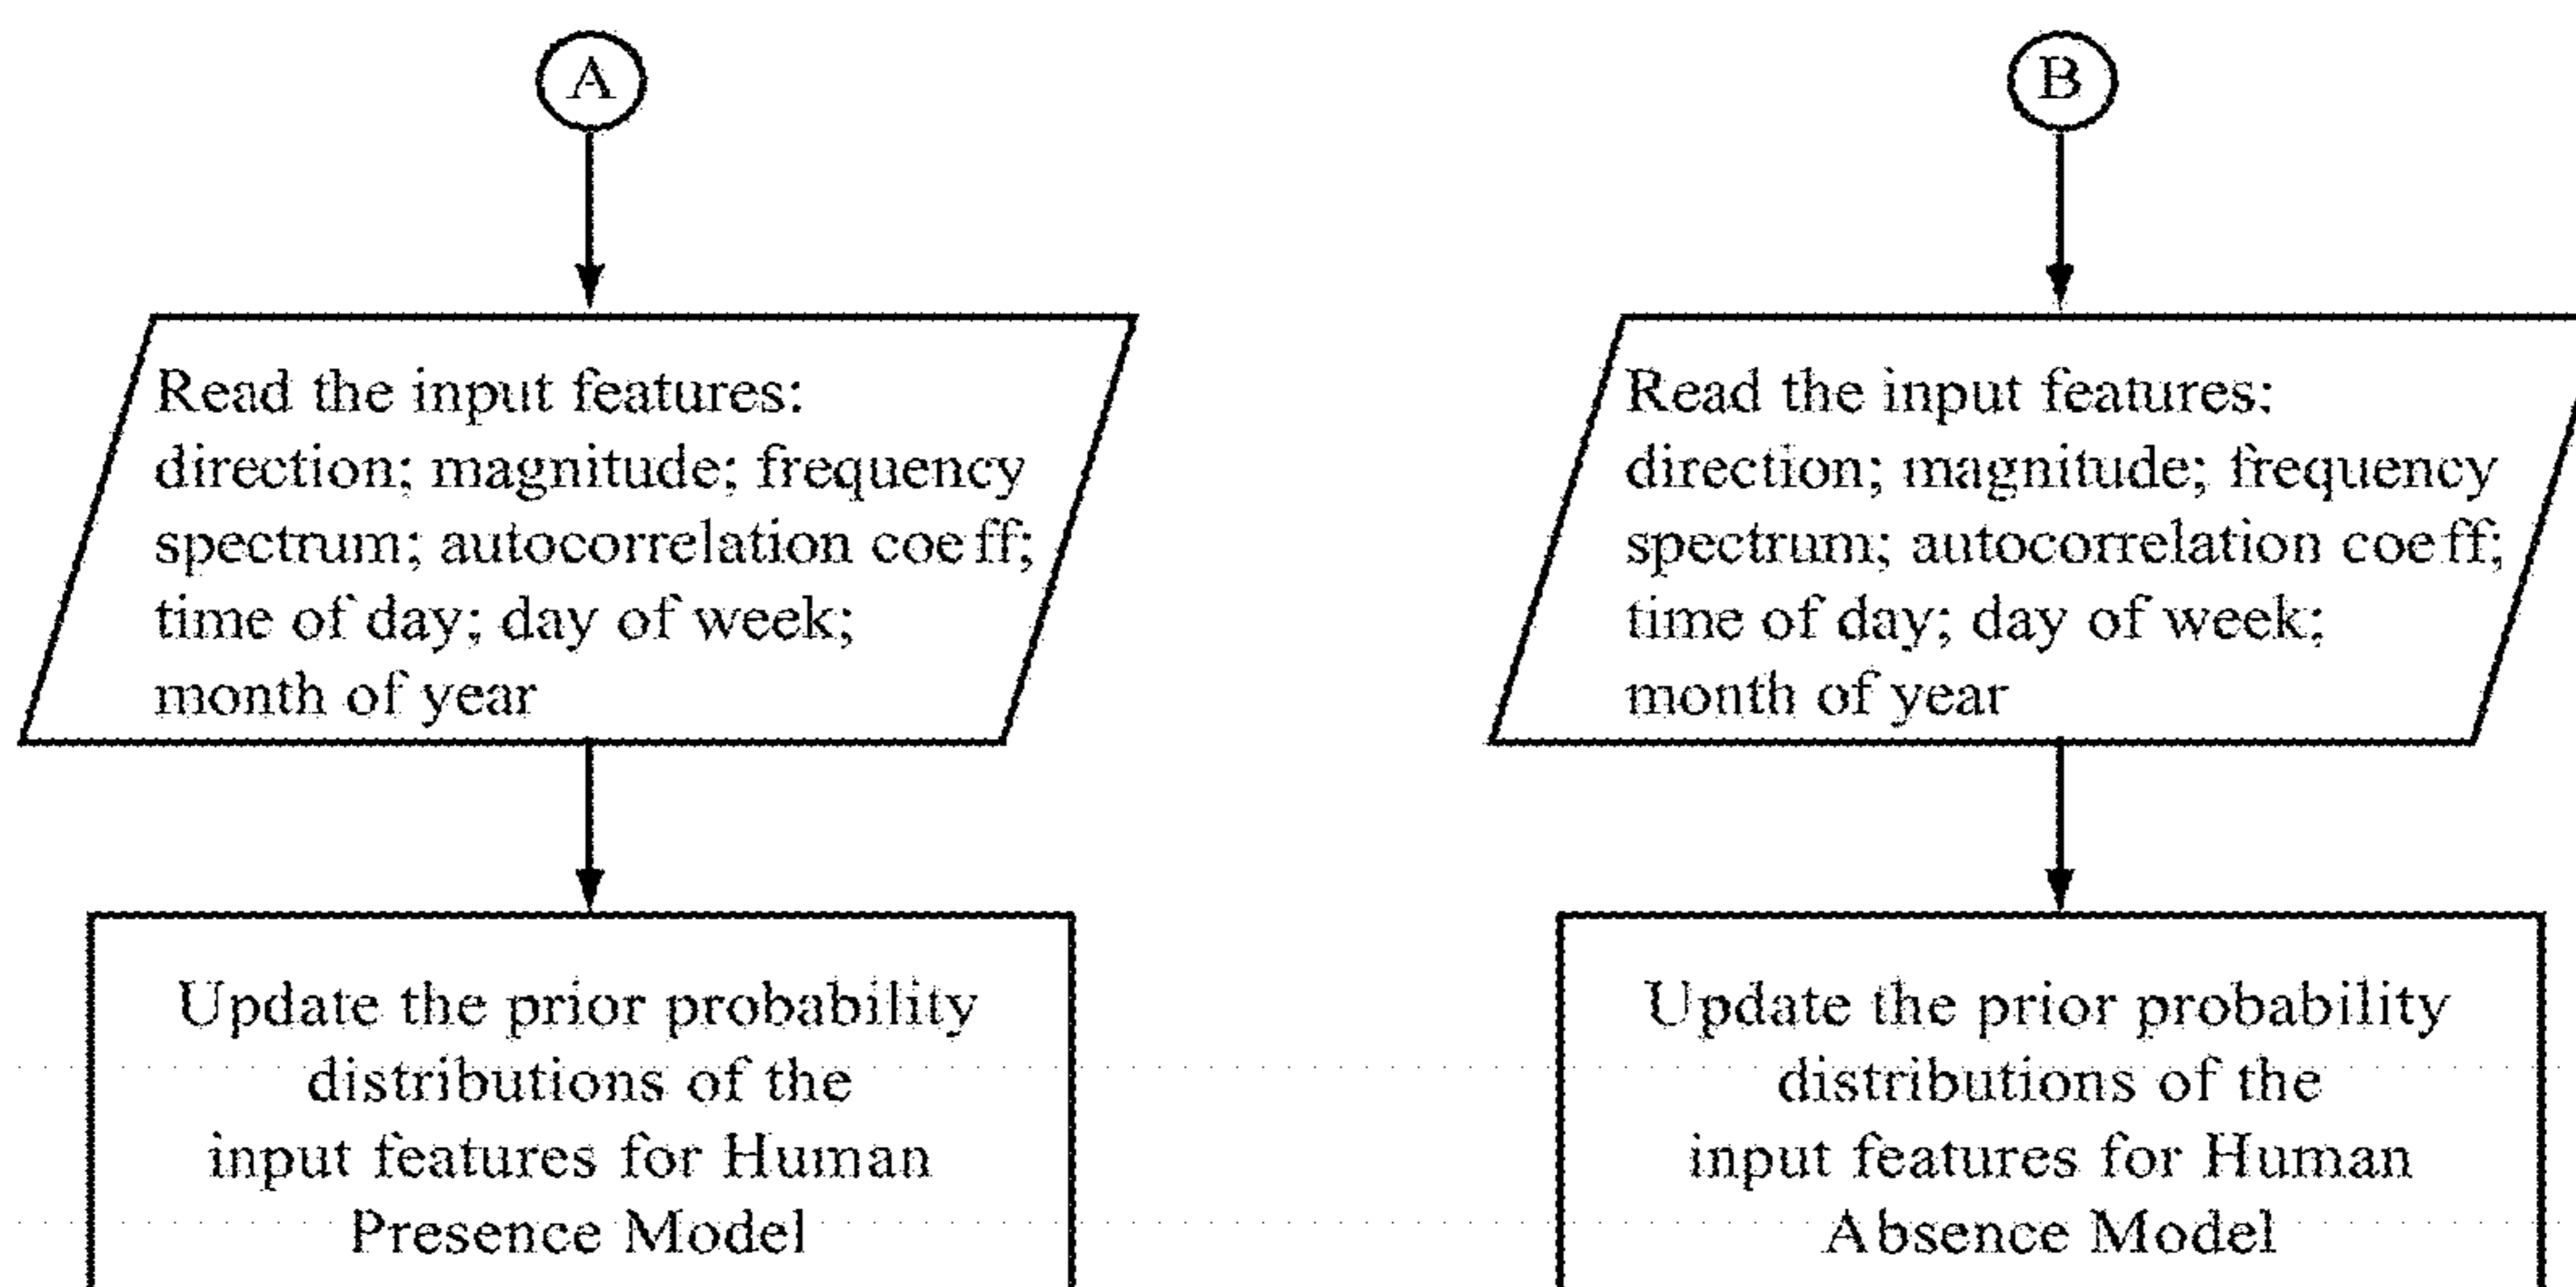 A
Read the input features:
direction; magnitude; frequency
spectrum; autocorrelation coeff;
time of day; day of week;
month of year
Update the prior probability
distributions of the
input features for Human
Presence Model
B
Read the input features:
direction; magnitude; frequency
spectrum; autocorrelation coeff;
time of day; day of week;
month of year
Update the prior probability
distributions of the
input features for Human
Absence Model